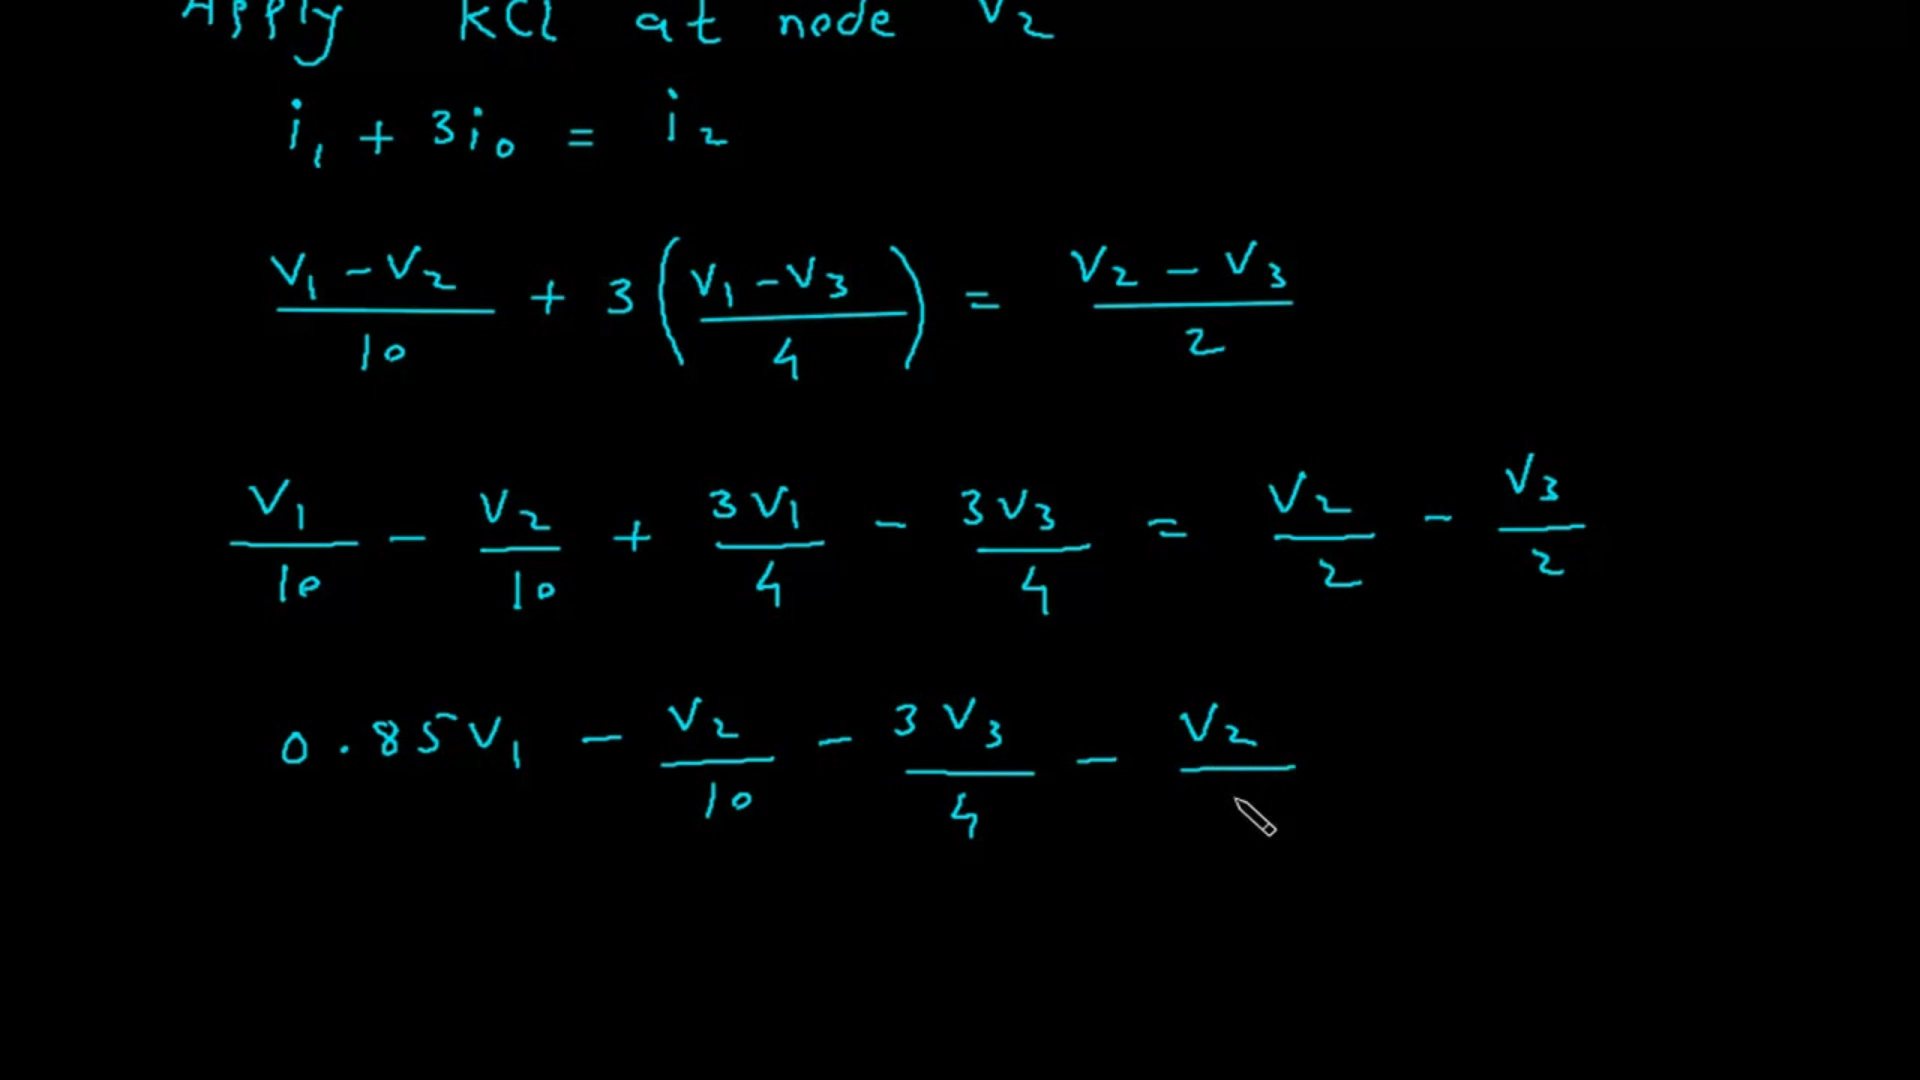 Apply KCl at node V₂
i₁ + 3i₀ = i₂
(V₁ - V₂)/10 + 3((V₁ - V₃)/4) = (V₂ - V₃)/2
V₁/10 - V₂/10 + 3V₁/4 - 3V₃/4 = V₂/2 - V₃/2
0.85V₁ - V₂/10 - 3V₃/4 - V₂/